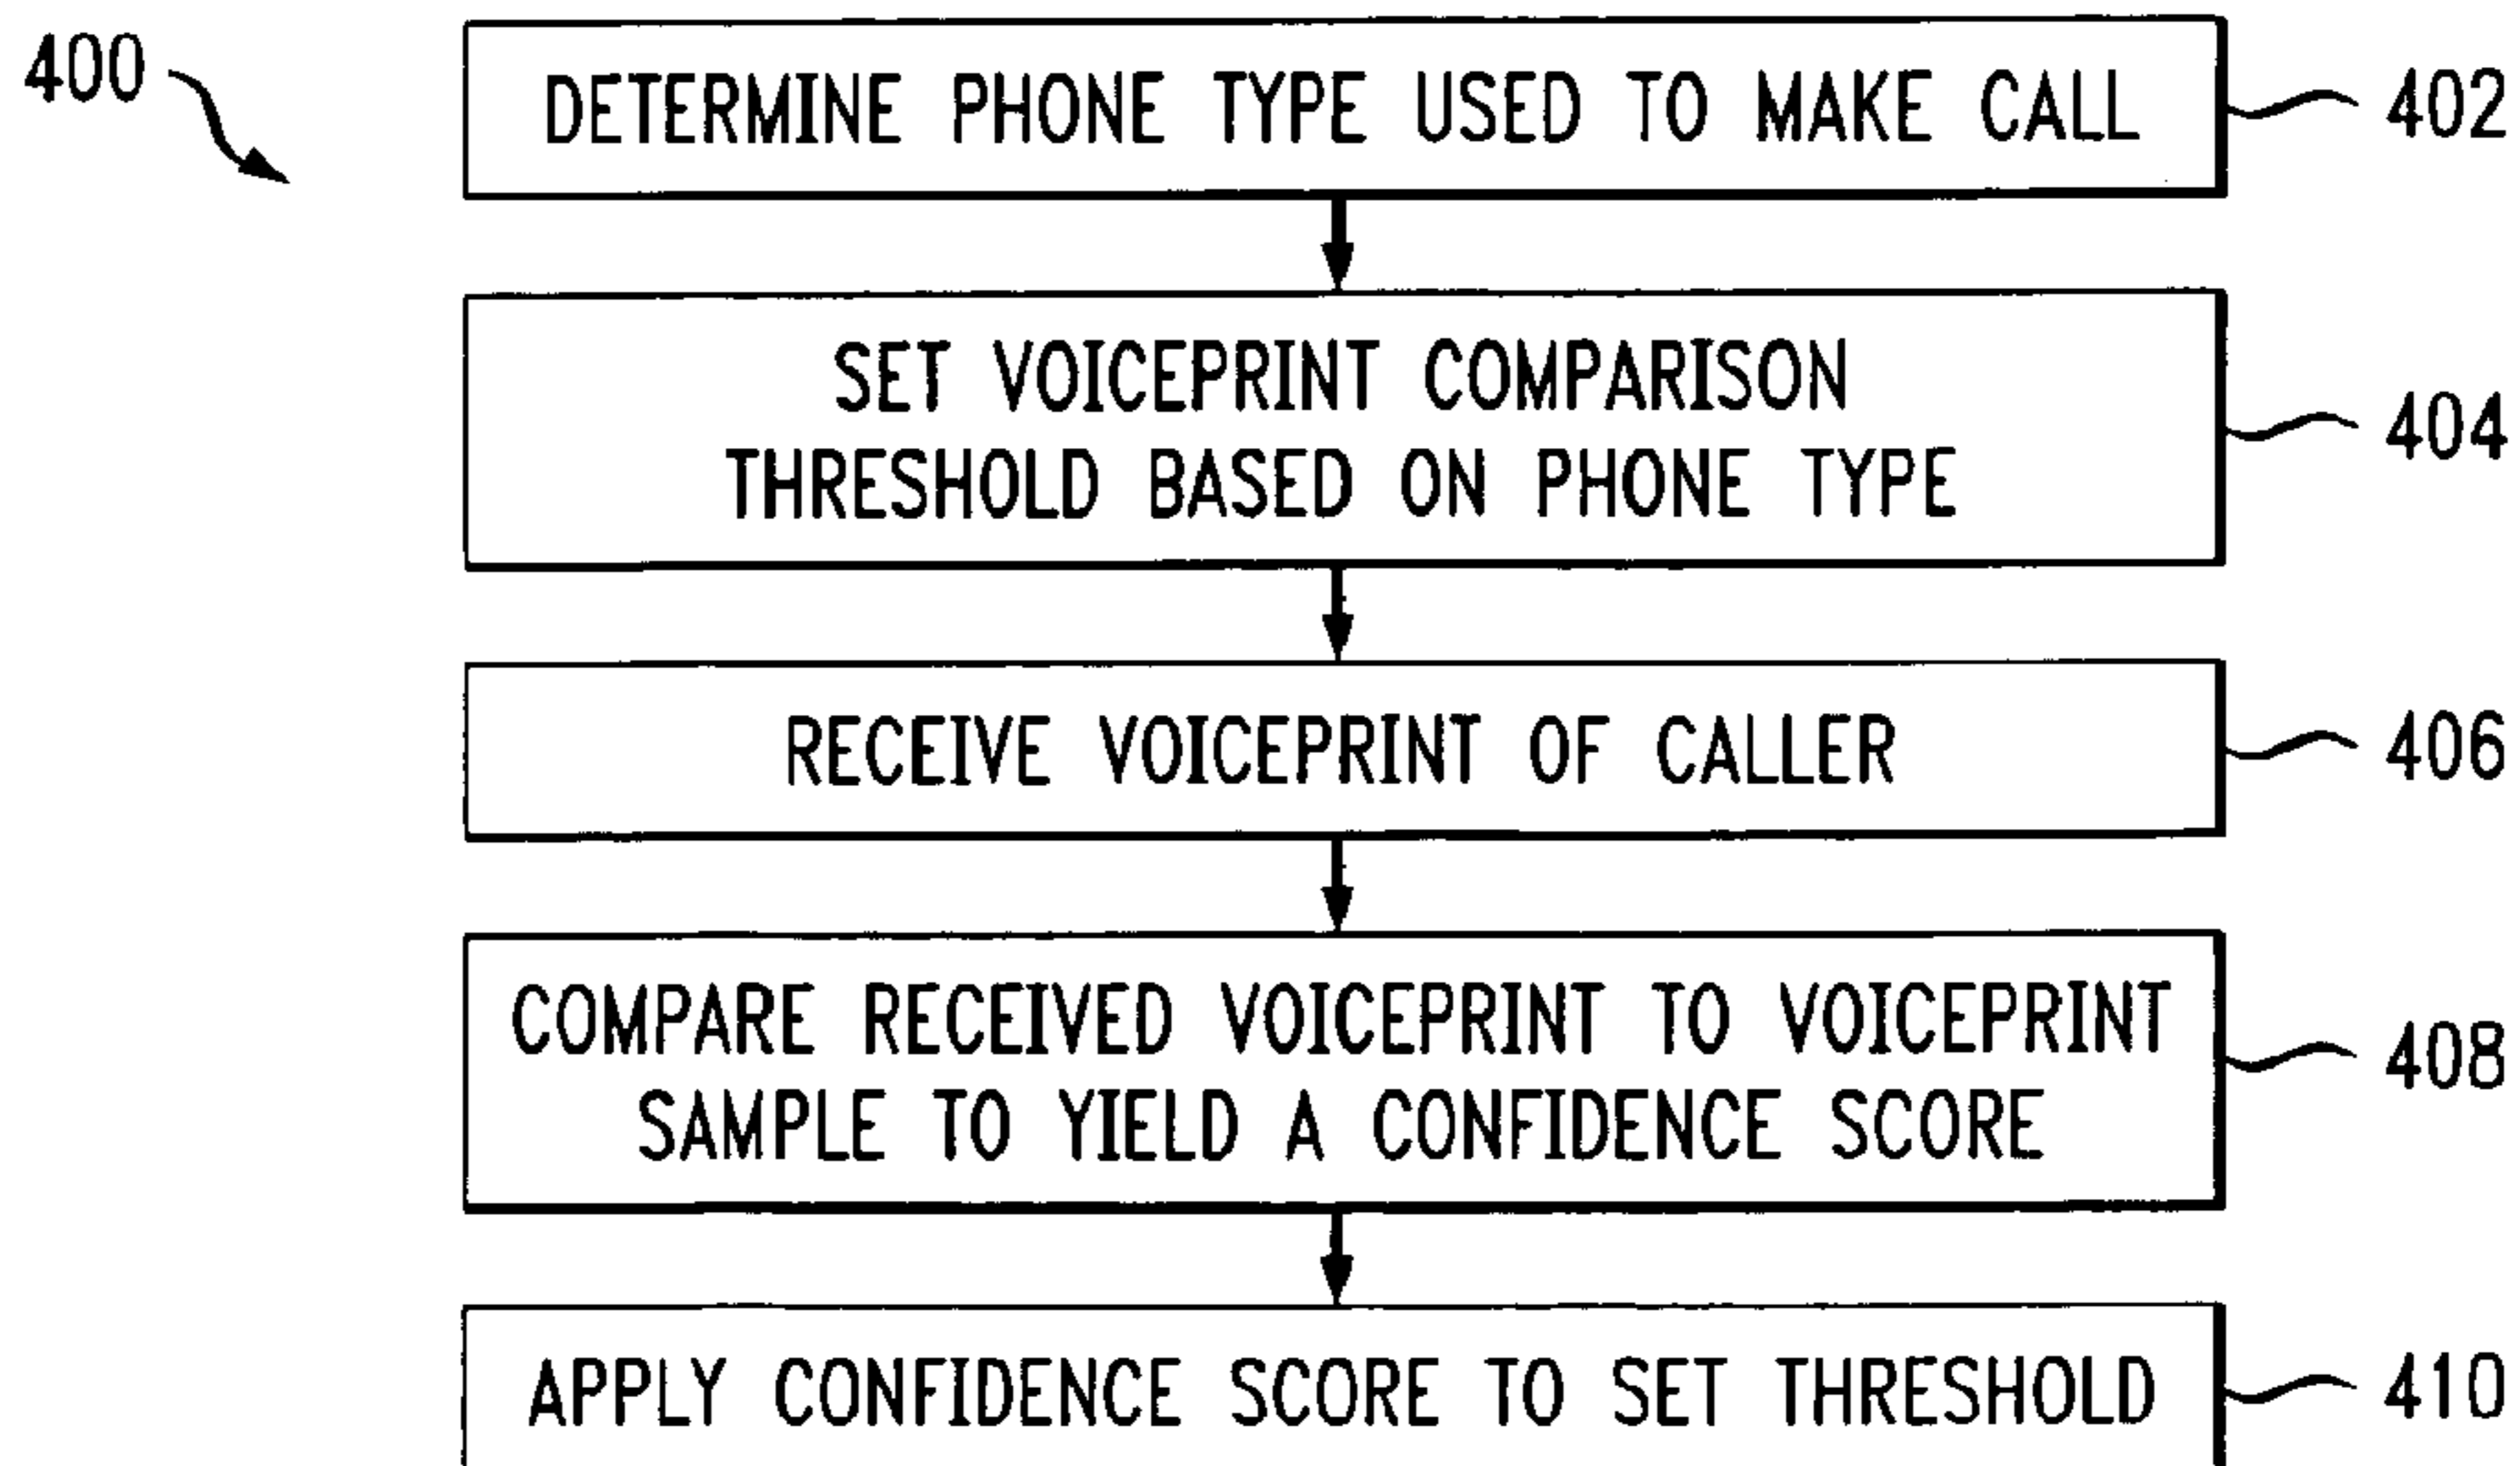 400
DETERMINE PHONE TYPE USED TO MAKE CALL
402
SET VOICEPRINT COMPARISON
THRESHOLD BASED ON PHONE TYPE
404
RECEIVE VOICEPRINT OF CALLER
406
COMPARE RECEIVED VOICEPRINT TO VOICEPRINT
SAMPLE TO YIELD A CONFIDENCE SCORE
408
APPLY CONFIDENCE SCORE TO SET THRESHOLD
410